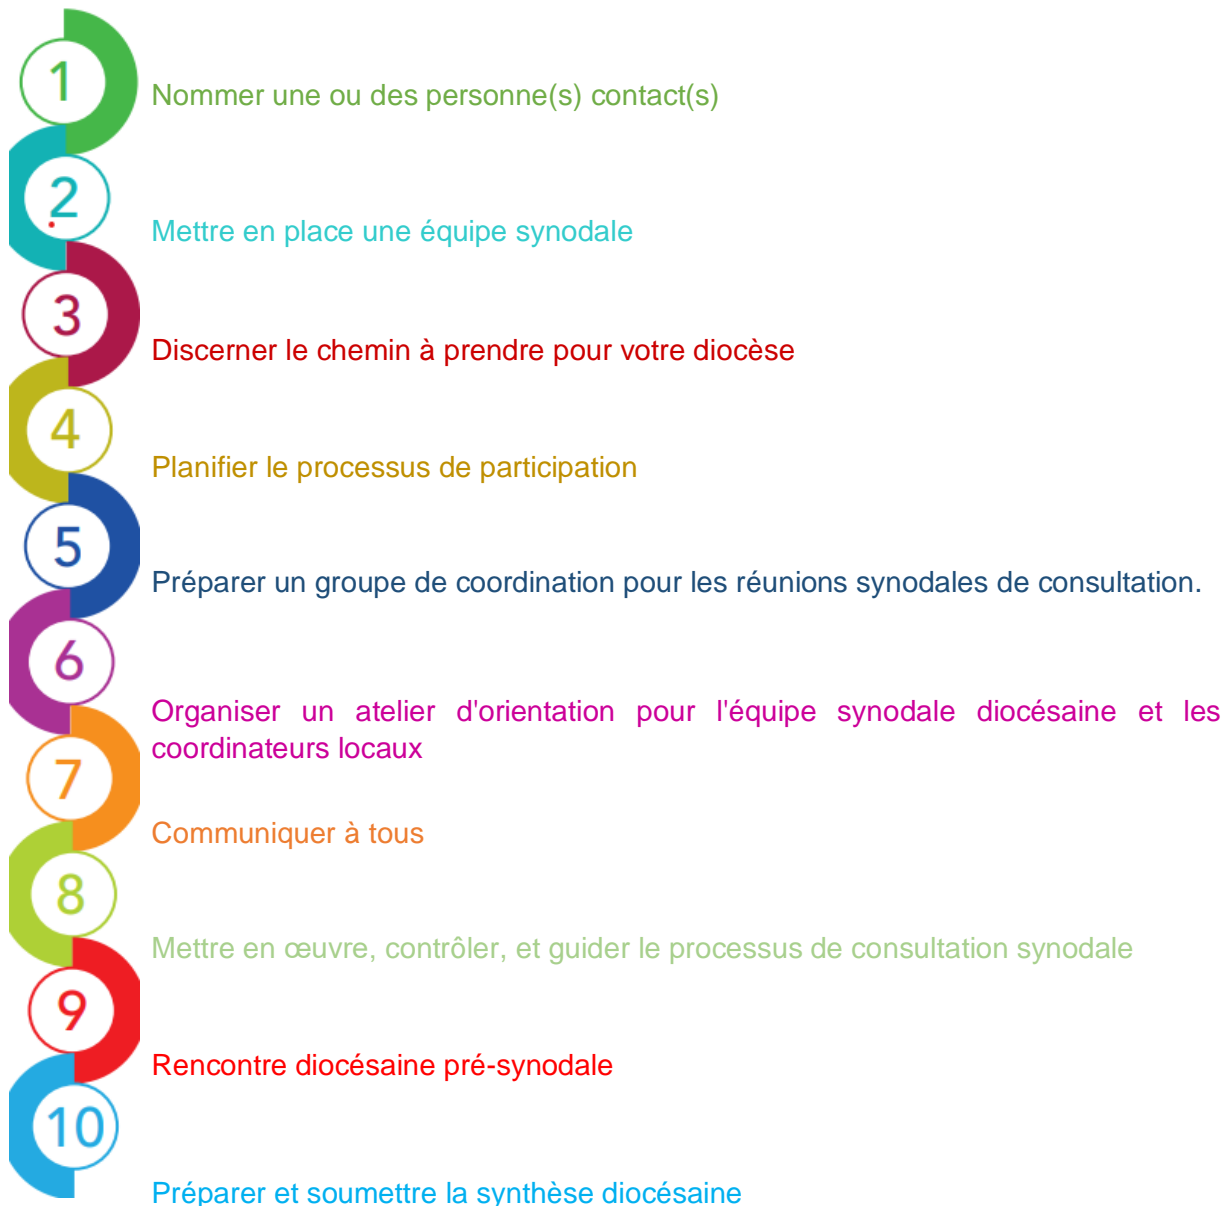 1
Nommer une ou des personne(s) contact(s)
2
Mettre en place une équipe synodale
3
Discerner le chemin à prendre pour votre diocèse
4
Planifier le processus de participation
5
Préparer un groupe de coordination pour les réunions synodales de consultation.
6
Organiser un atelier d'orientation pour l'équipe synodale diocésaine et les
coordinateurs locaux
7
Communiquer à tous
8
Mettre en œuvre, contrôler, et guider le processus de consultation synodale
9
Rencontre diocésaine pré-synodale
10
Préparer et soumettre la synthèse diocésaine